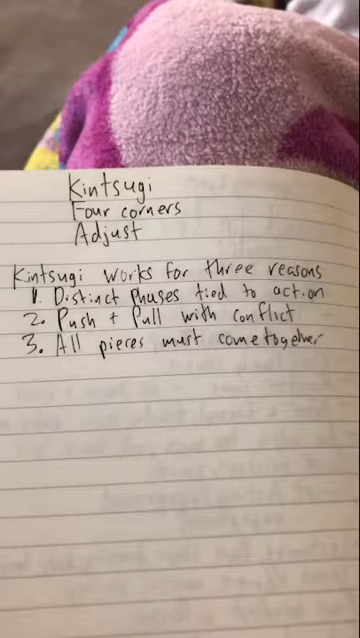 Kintsugi
Four corners
Adjust
Kintsugi works for three reasons
1. Distinct phases tied to action
2. Push + Pull with conflict
3. All pieces must come together